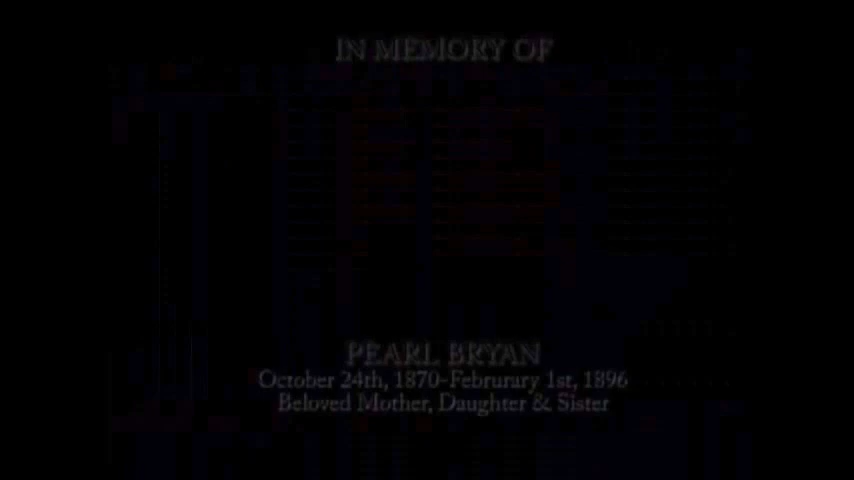 IN MEMORY OF
PEARL BRYAN
October 24th, 1870-Februrary 1st, 1896
Beloved Mother, Daughter & Sister